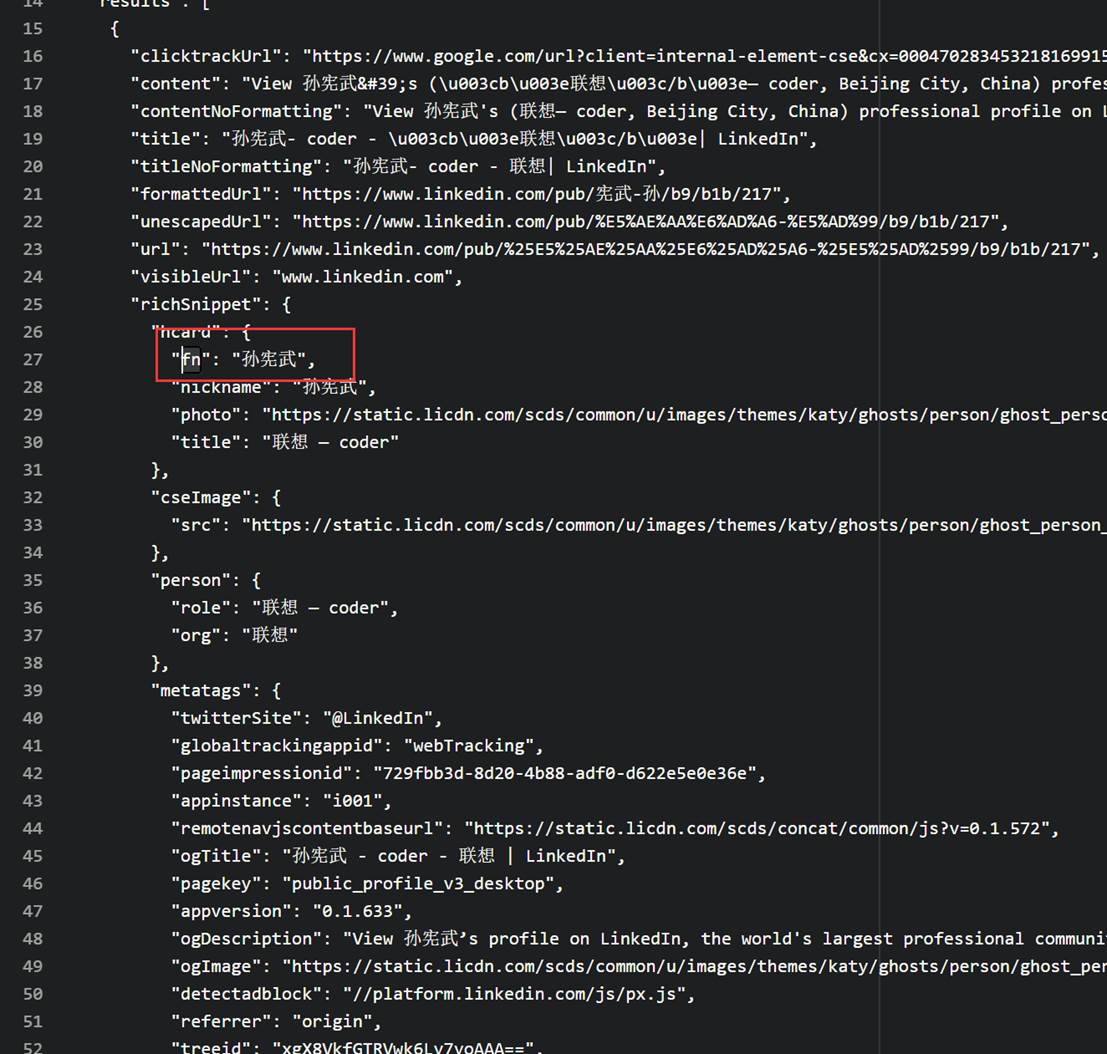 14 "results": [
15 {
16 "clicktrackUrl": "https://www.google.com/url?client=internal-element-cse&cx=000470283453218169915
17 "content": "View 孙宪武&#39;s (\u003cb\u003e联想\u003c/b\u003e— coder, Beijing City, China) profes
18 "contentNoFormatting": "View 孙宪武's (联想— coder, Beijing City, China) professional profile on L
19 "title": "孙宪武- coder - \u003cb\u003e联想\u003c/b\u003e| LinkedIn",
20 "titleNoFormatting": "孙宪武- coder - 联想| LinkedIn",
21 "formattedUrl": "https://www.linkedin.com/pub/宪武-孙/b9/b1b/217",
22 "unescapedUrl": "https://www.linkedin.com/pub/%E5%AE%AA%E6%AD%A6-%E5%AD%99/b9/b1b/217",
23 "url": "https://www.linkedin.com/pub/%25E5%25AE%25AA%25E6%25AD%25A6-%25E5%25AD%2599/b9/b1b/217",
24 "visibleUrl": "www.linkedin.com",
25 "richSnippet": {
26 "hcard": {
27 "fn": "孙宪武",
28 "nickname": "孙宪武",
29 "photo": "https://static.licdn.com/scds/common/u/images/themes/katy/ghosts/person/ghost_perso
30 "title": "联想 — coder"
31 },
32 "cseImage": {
33 "src": "https://static.licdn.com/scds/common/u/images/themes/katy/ghosts/person/ghost_person_
34 },
35 "person": {
36 "role": "联想 — coder",
37 "org": "联想"
38 },
39 "metatags": {
40 "twitterSite": "@LinkedIn",
41 "globaltrackingappid": "webTracking",
42 "pageimpressionid": "729fbb3d-8d20-4b88-adf0-d622e5e0e36e",
43 "appinstance": "i001",
44 "remotenavjscontentbaseurl": "https://static.licdn.com/scds/concat/common/js?v=0.1.572",
45 "ogTitle": "孙宪武 - coder - 联想 | LinkedIn",
46 "pagekey": "public_profile_v3_desktop",
47 "appversion": "0.1.633",
48 "ogDescription": "View 孙宪武’s profile on LinkedIn, the world's largest professional communi
49 "ogImage": "https://static.licdn.com/scds/common/u/images/themes/katy/ghosts/person/ghost_per
50 "detectadblock": "//platform.linkedin.com/js/px.js",
51 "referrer": "origin",
52 "treeid": "xgX8VkfGTRVwk6Ly7yoAAA==",